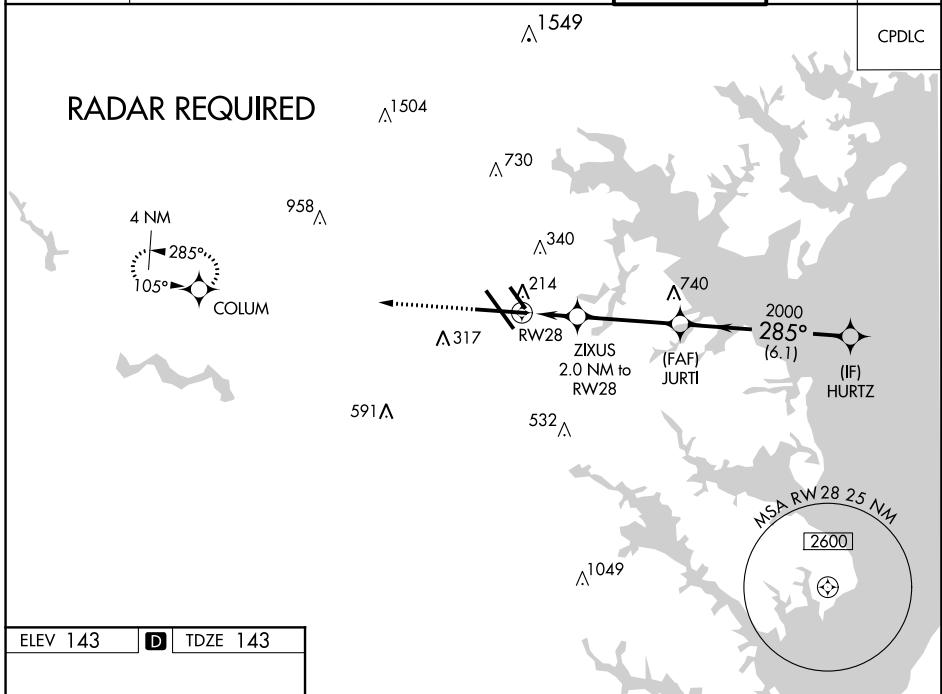 1549
CPDLC
RADAR REQUIRED
1504
730
958
4 NM
285°
340
105°
COLUM
214
740
2000
285°
(6.1)
317
RW28
ZIXUS
2.0 NM to
RW28
(FAF)
JURTI
(IF)
HURTZ
591
532
MSA RW28 25 NM
2600
1049
ELEV 143 D TDZE 143